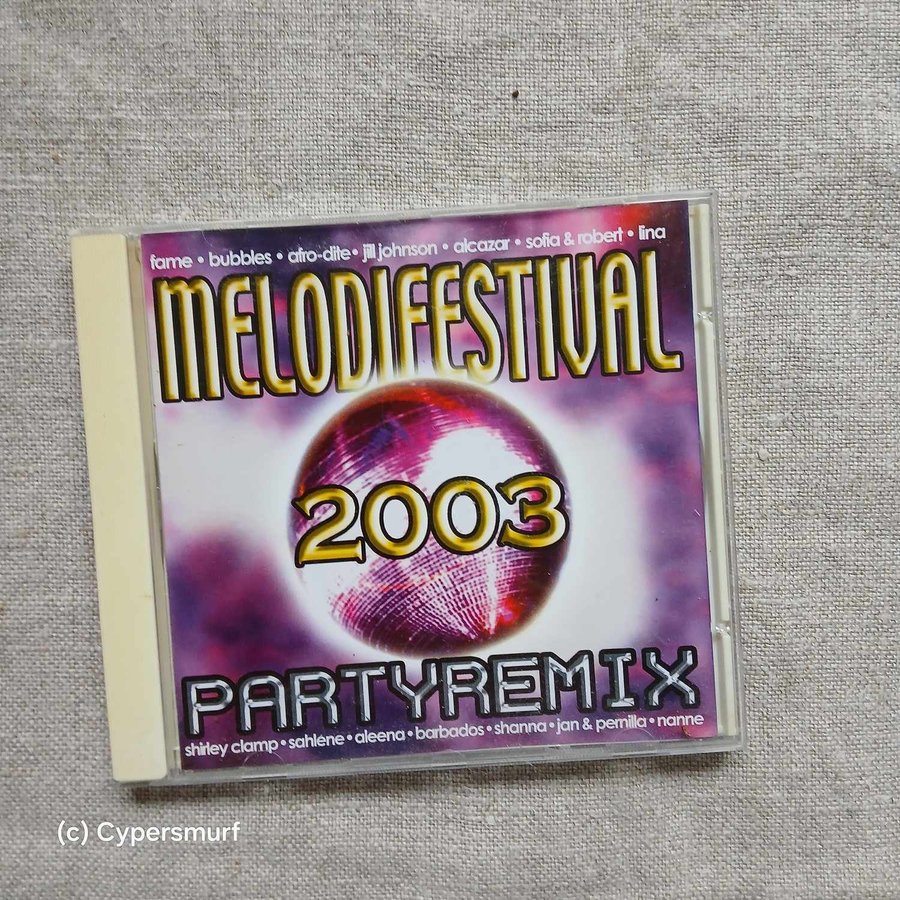 fame • bubbles • afro-dite • jill johnson • alcazar • sofia & robert • lina
MELODIFESTIVAL
2003
PARTYREMIX
shirley clamp • sahlène • aleena • barbados • shanna • jan & pernilla • nanne
(c) Cypersmurf